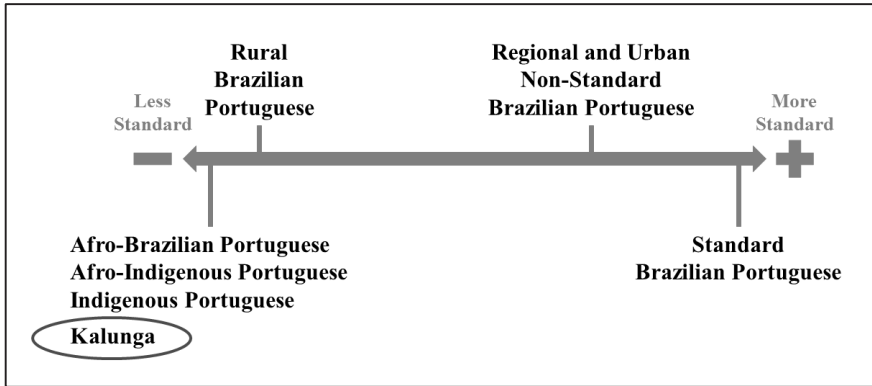 Rural
Brazilian
Portuguese
Regional and Urban
Non-Standard
Brazilian Portuguese
Less
Standard
More
Standard
Afro-Brazilian Portuguese
Afro-Indigenous Portuguese
Indigenous Portuguese
Kalunga
Standard
Brazilian Portuguese